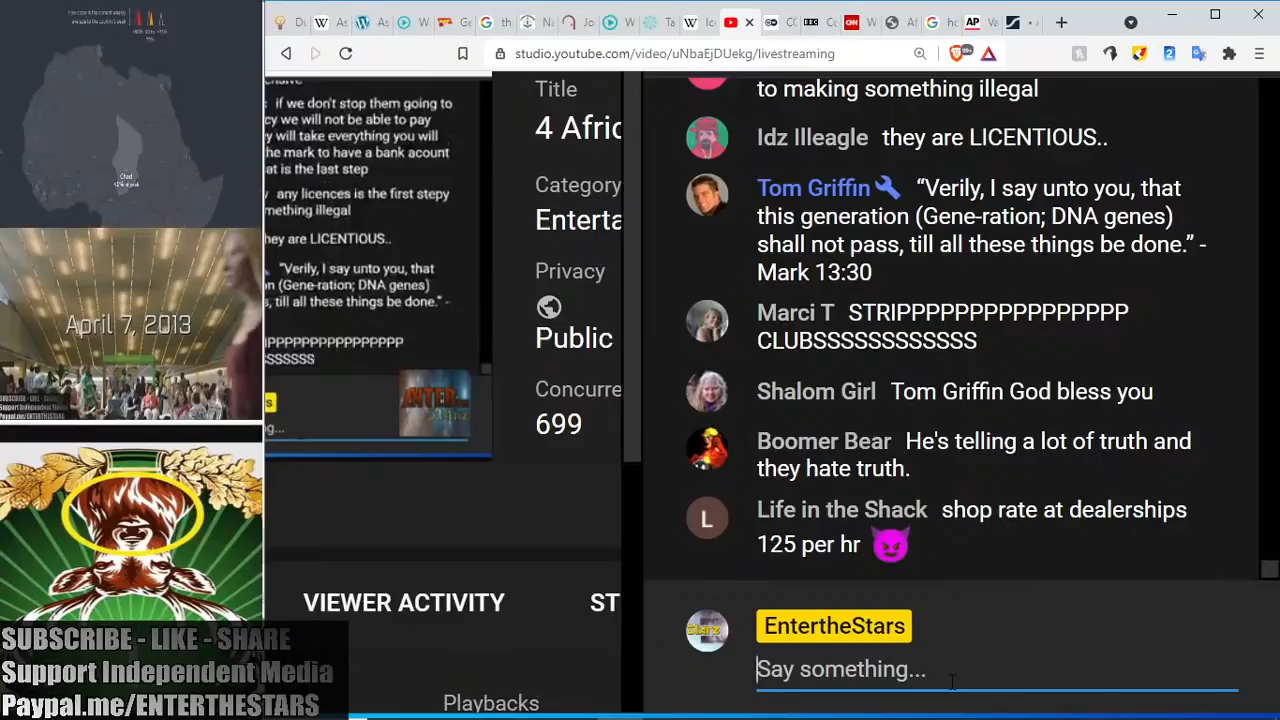 Chad
April 7, 2013
SUBSCRIBE - LIKE - SHARE
Support Independent Media
Paypal.me/ENTERTHESTARS
studio.youtube.com/video/uNbaEjDUekg/livestreaming
99+
if we don't stop them going to
cy we will not be able to pay
y will take everything you will
the mark to have a bank acount
at is the last step
any licences is the first stepy
mething illegal
hey are LICENTIOUS..
"Verily, I say unto you, that
n (Gene-ration; DNA genes)
, till all these things be done." -
PPPPPPPPPPPPPPP
SSSSSS
ENTER...
Title
4 Afric
Category
Enterta
Privacy
Public
Concurre
699
VIEWER ACTIVITY
ST
Playbacks
to making something illegal
Idz Illeagle they are LICENTIOUS..
Tom Griffin “Verily, I say unto you, that
this generation (Gene-ration; DNA genes)
shall not pass, till all these things be done.” -
Mark 13:30
Marci T STRIPPPPPPPPPPPPPPPP
CLUBSSSSSSSSSSSS
Shalom Girl Tom Griffin God bless you
Boomer Bear He's telling a lot of truth and
they hate truth.
L
Life in the Shack shop rate at dealerships
125 per hr
Starz
EntertheStars
Say something...